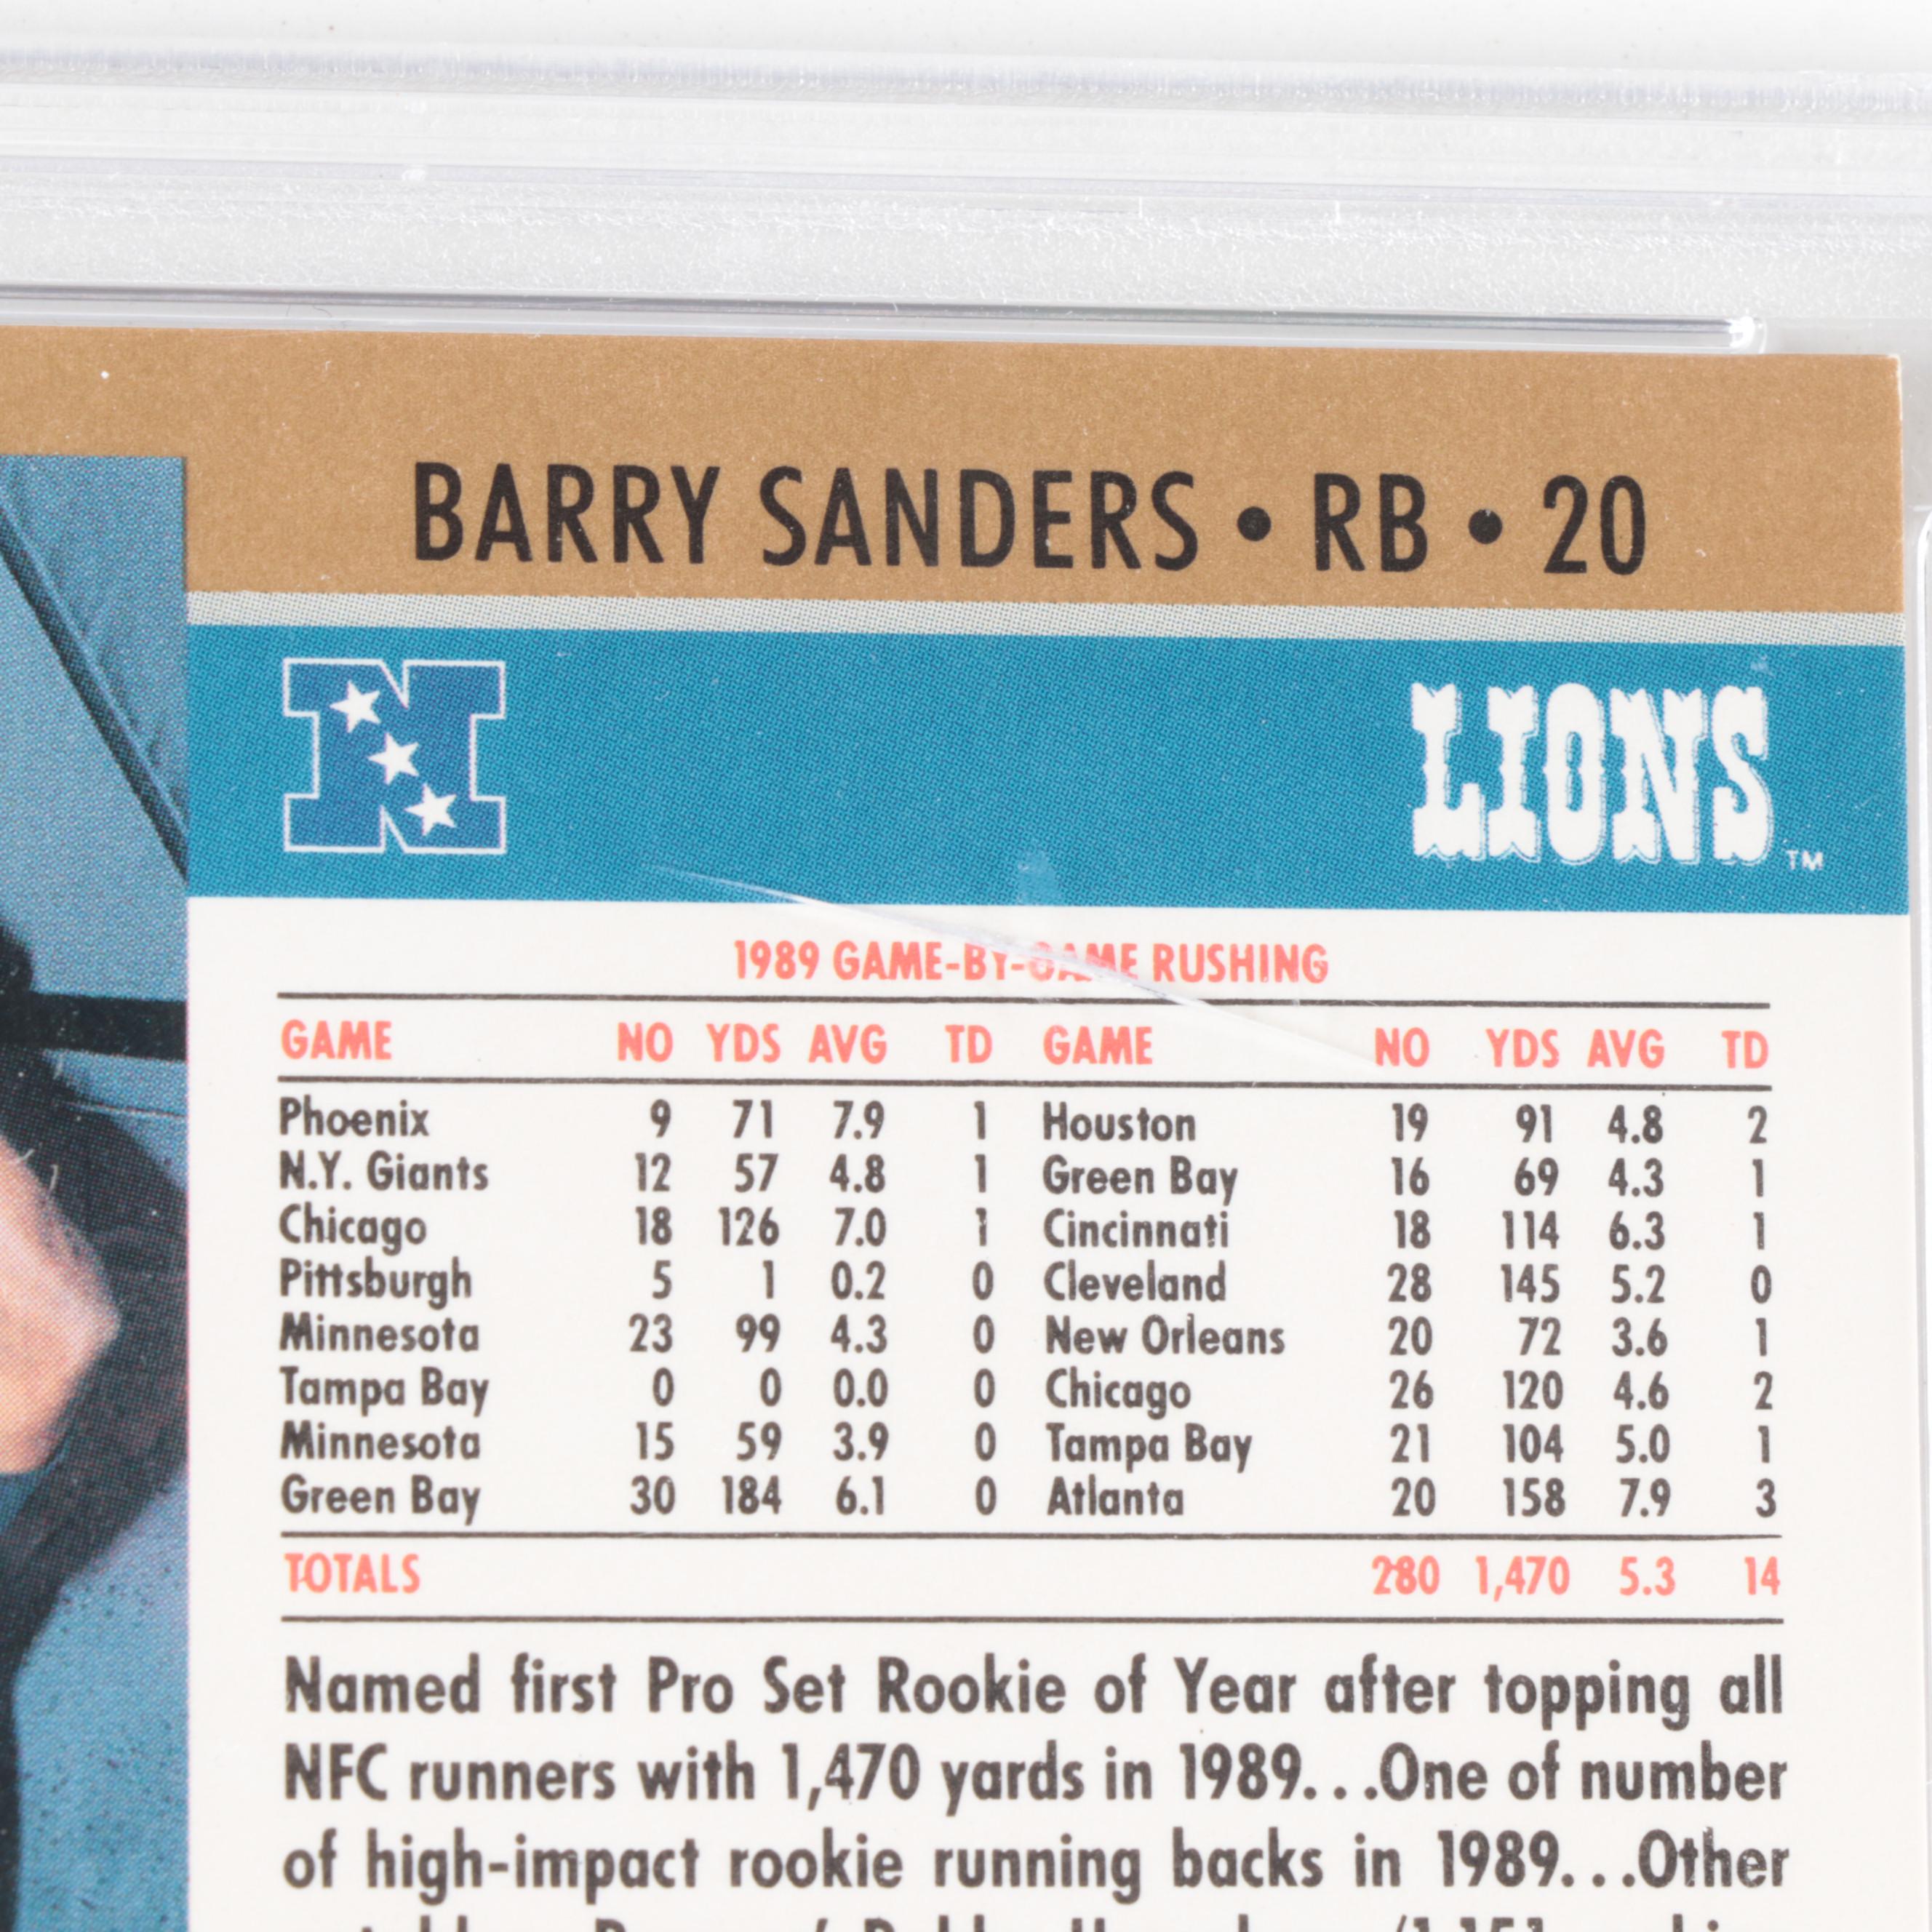 BARRY SANDERS • RB • 20
N
LIONS TM
1989 GAME-BY-GAME RUSHING
GAME NO YDS AVG TD GAME NO YDS AVG TD
Phoenix 9 71 7.9 1 Houston 19 91 4.8 2
N.Y. Giants 12 57 4.8 1 Green Bay 16 69 4.3 1
Chicago 18 126 7.0 1 Cincinnati 18 114 6.3 1
Pittsburgh 5 1 0.2 0 Cleveland 28 145 5.2 0
Minnesota 23 99 4.3 0 New Orleans 20 72 3.6 1
Tampa Bay 0 0 0.0 0 Chicago 26 120 4.6 2
Minnesota 15 59 3.9 0 Tampa Bay 21 104 5.0 1
Green Bay 30 184 6.1 0 Atlanta 20 158 7.9 3
TOTALS 280 1,470 5.3 14
Named first Pro Set Rookie of Year after topping all
NFC runners with 1,470 yards in 1989...One of number
of high-impact rookie running backs in 1989...Other